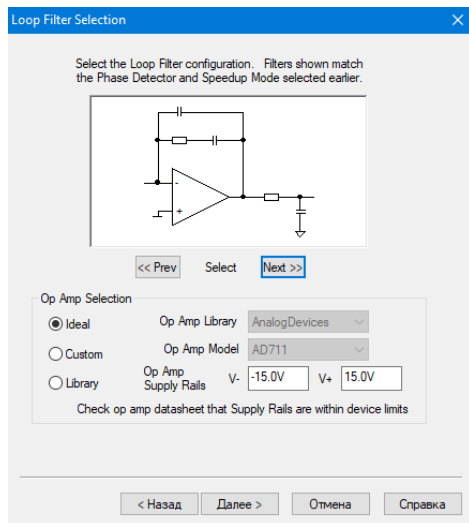 Loop Filter Selection
Select the Loop Filter configuration. Filters shown match
the Phase Detector and Speedup Mode selected earlier.
-
+
<< Prev Select Next >>
Op Amp Selection
Ideal Op Amp Library AnalogDevices
Custom Op Amp Model AD711
Library Op Amp Supply Rails V- -15.0V V+ 15.0V
Check op amp datasheet that Supply Rails are within device limits
< Назад Далее > Отмена Справка